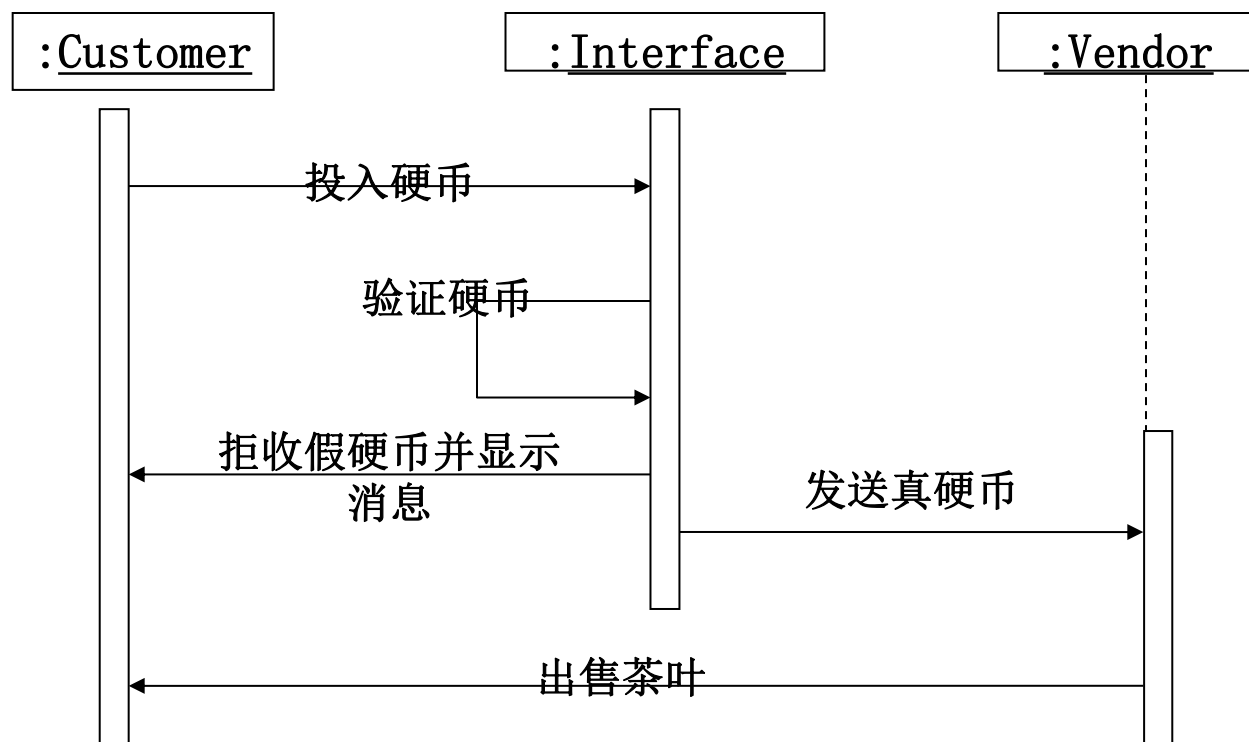 :Customer
:Interface
:Vendor
投入硬币
验证硬币
拒收假硬币并显示
消息
发送真硬币
出售茶叶